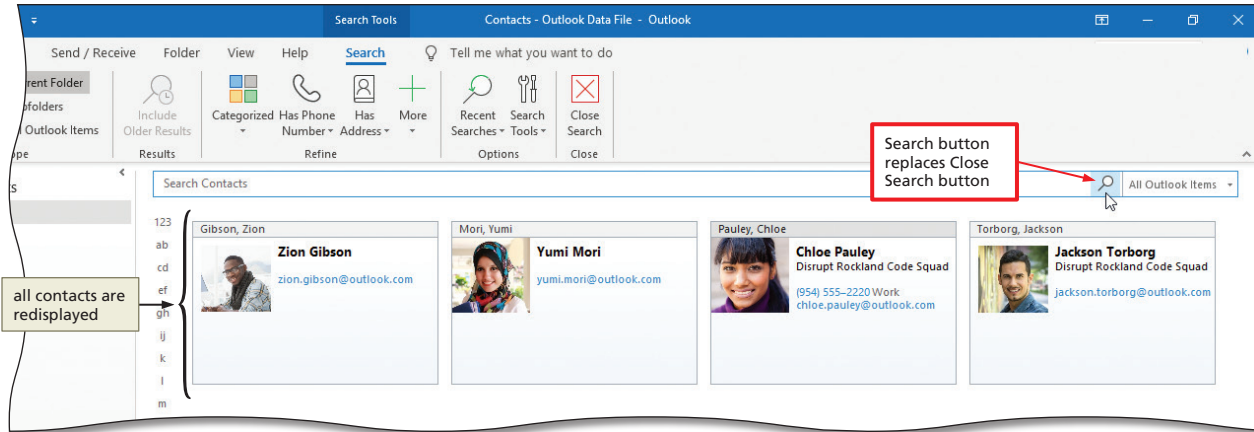 Search Tools
Contacts - Outlook Data File - Outlook
Send / Receive Folder View Help Search Tell me what you want to do
rent Folder
bfolders
Outlook Items
Include
Older Results
Results
Categorized
Has Phone
Number
Has
Address
More
Refine
Recent
Searches
Search
Tools
Options
Close
Search
Close
Search button
replaces Close
Search button
Search Contacts
All Outlook Items
123
ab
cd
ef
gh
ij
k
l
m
all contacts are
redisplayed
Gibson, Zion
Zion Gibson
zion.gibson@outlook.com
Mori, Yumi
Yumi Mori
yumi.mori@outlook.com
Pauley, Chloe
Chloe Pauley
Disrupt Rockland Code Squad
(954) 555–2220 Work
chloe.pauley@outlook.com
Torborg, Jackson
Jackson Torborg
Disrupt Rockland Code Squad
jackson.torborg@outlook.com